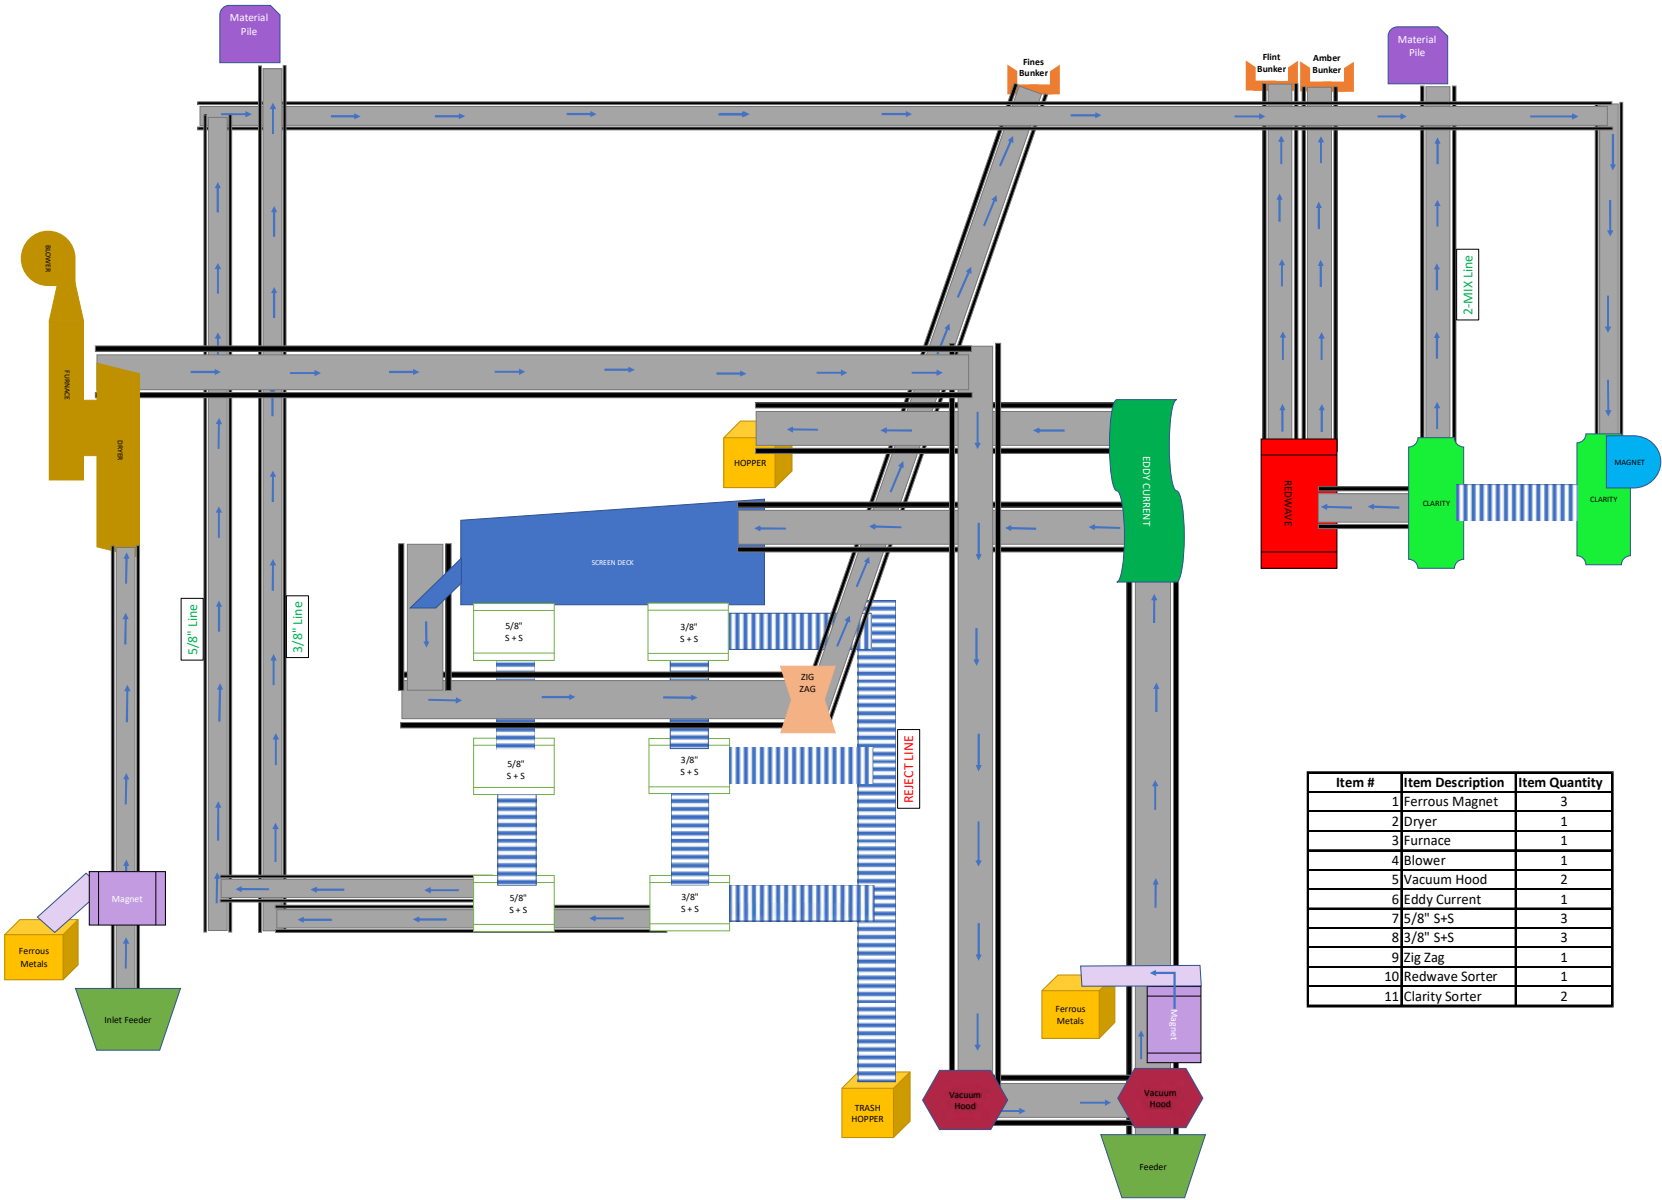 Material
Pile
Fines
Bunker
Flint
Bunker
Amber
Bunker
Material
Pile
BLOWER
FURNACE
DRYER
2-MIX Line
HOPPER
EDDY CURRENT
REDWAVE
CLARITY
CLARITY
MAGNET
SCREEN DECK
5/8" Line
3/8" Line
5/8"
S + S
3/8"
S + S
ZIG
ZAG
5/8"
S + S
3/8"
S + S
REJECT LINE
5/8"
S + S
3/8"
S + S
Magnet
Ferrous
Metals
Inlet Feeder
Ferrous
Metals
Magnet
TRASH
HOPPER
Vacuum
Hood
Vacuum
Hood
Feeder
Item # Item Description Item Quantity
1 Ferrous Magnet 3
2 Dryer 1
3 Furnace 1
4 Blower 1
5 Vacuum Hood 2
6 Eddy Current 1
7 5/8" S+S 3
8 3/8" S+S 3
9 Zig Zag 1
10 Redwave Sorter 1
11 Clarity Sorter 2